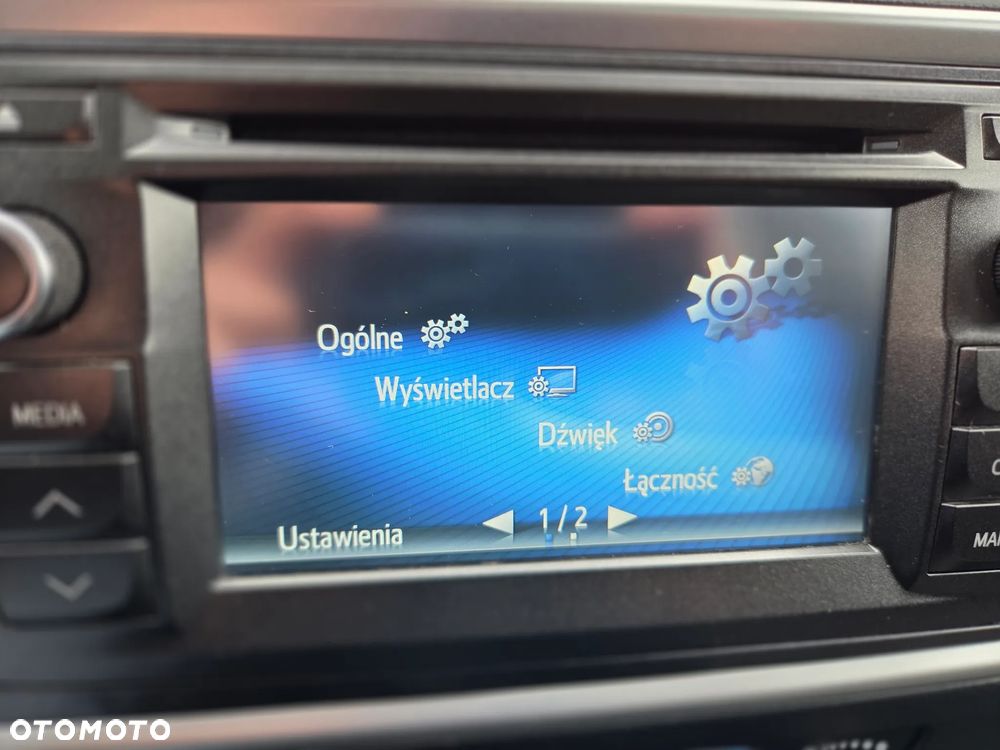 Ogólne
Wyświetlacz
Dźwięk
Łączność
Ustawienia
1/2
MEDIA
OTOMOTO